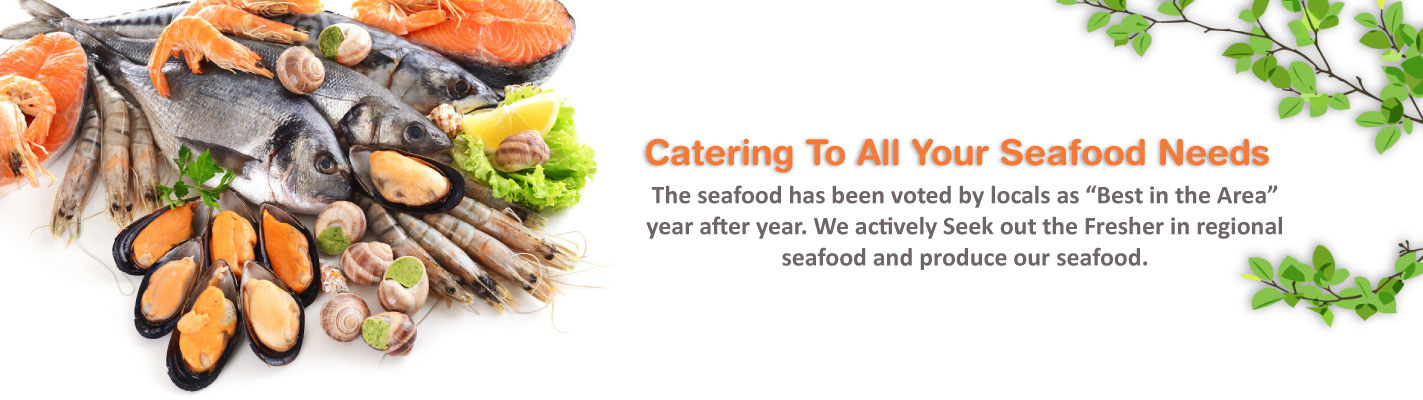 Catering To All Your Seafood Needs
The seafood has been voted by locals as “Best in the Area”
year after year. We actively Seek out the Fresher in regional
seafood and produce our seafood.